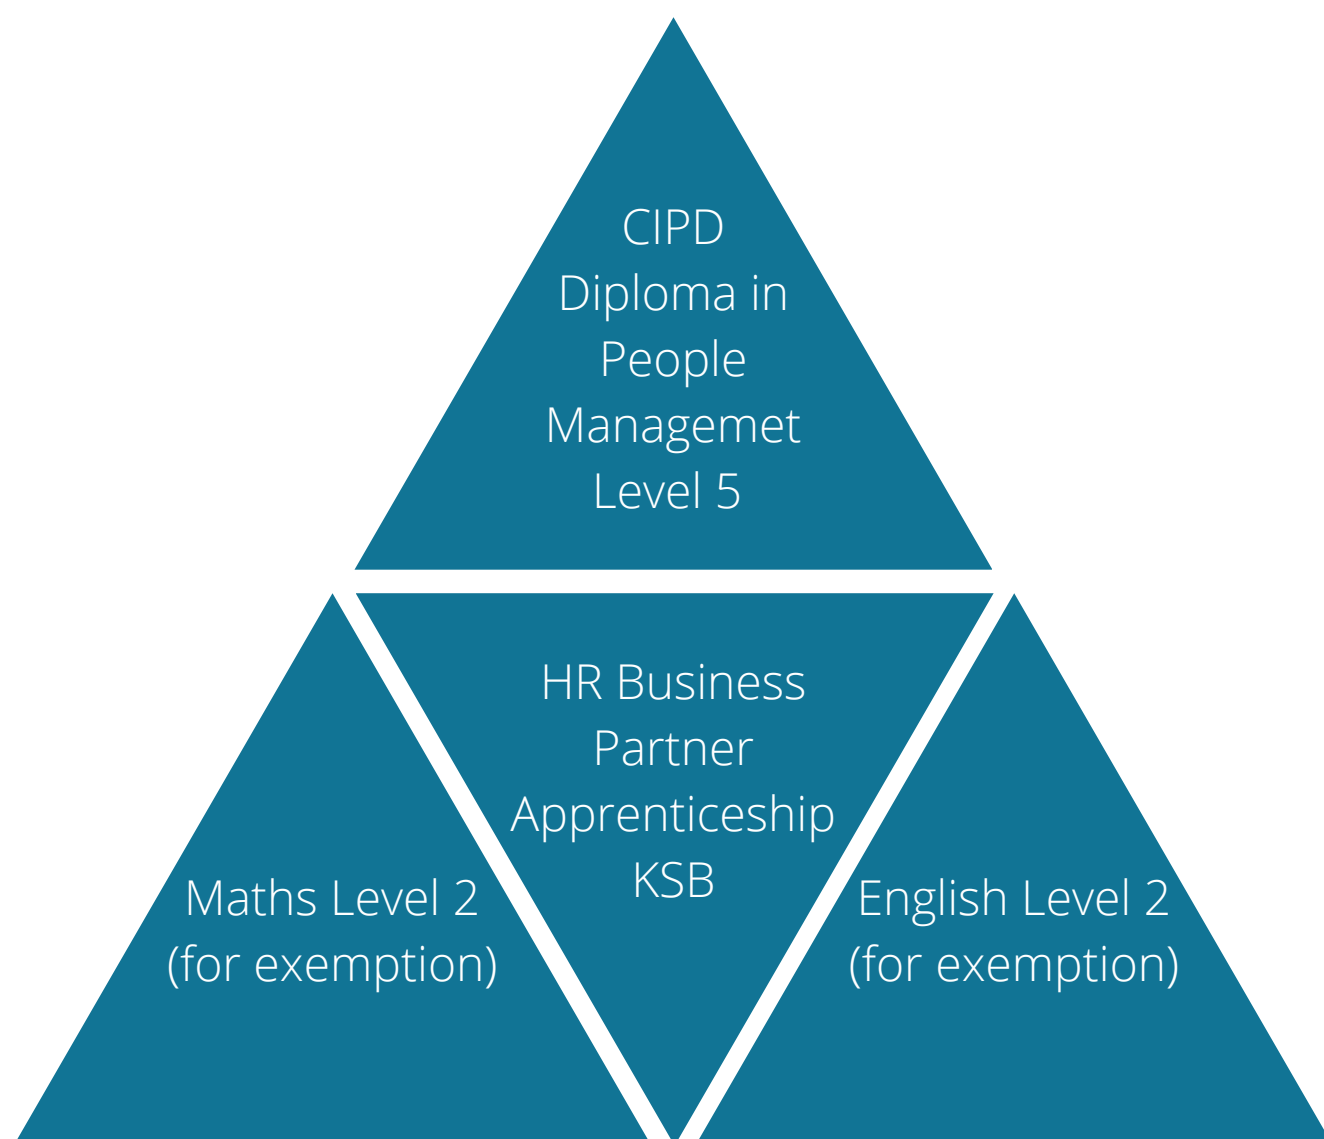 CIPD
Diploma in
People
Managemet
Level 5
HR Business
Partner
Apprenticeship
KSB
Maths Level 2
(for exemption)
English Level 2
(for exemption)